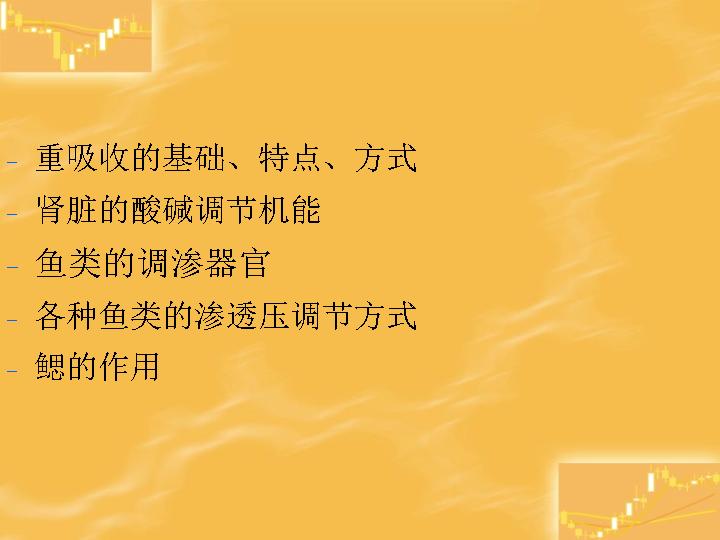 – 重吸收的基础、特点、方式
– 肾脏的酸碱调节机能
– 鱼类的调渗器官
– 各种鱼类的渗透压调节方式
– 鳃的作用